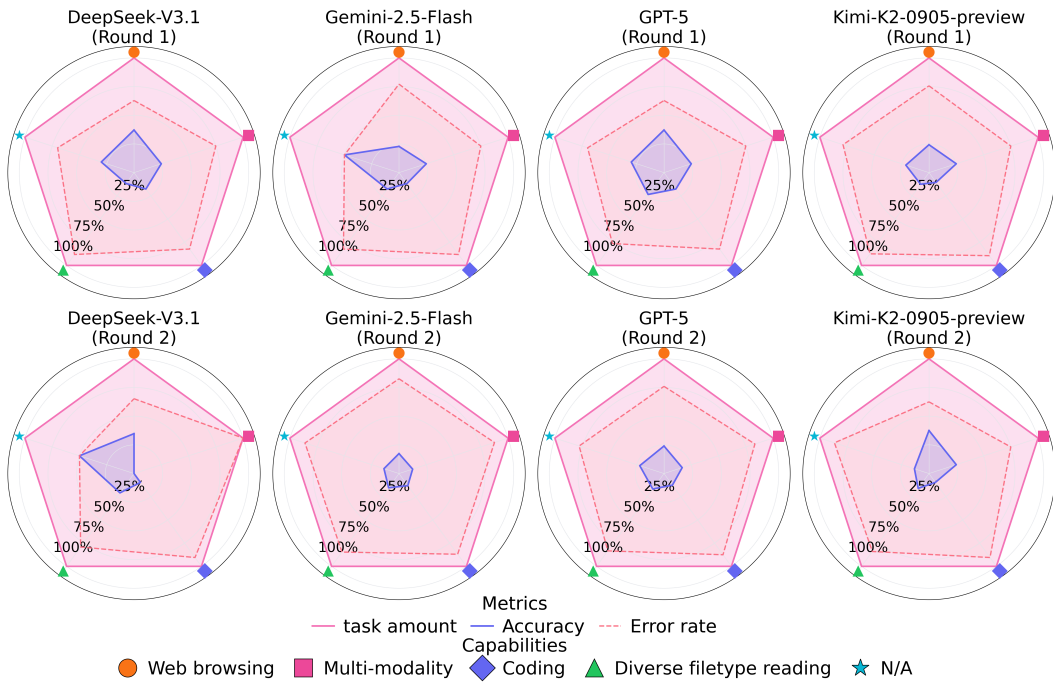 DeepSeek-V3.1
(Round 1)
Gemini-2.5-Flash
(Round 1)
GPT-5
(Round 1)
Kimi-K2-0905-preview
(Round 1)
25%
50%
75%
100%
25%
50%
75%
100%
25%
50%
75%
100%
25%
50%
75%
100%
DeepSeek-V3.1
(Round 2)
Gemini-2.5-Flash
(Round 2)
GPT-5
(Round 2)
Kimi-K2-0905-preview
(Round 2)
25%
50%
75%
100%
25%
50%
75%
100%
25%
50%
75%
100%
25%
50%
75%
100%
Metrics
task amount Accuracy Error rate
Capabilities
Web browsing Multi-modality Coding Diverse filetype reading N/A